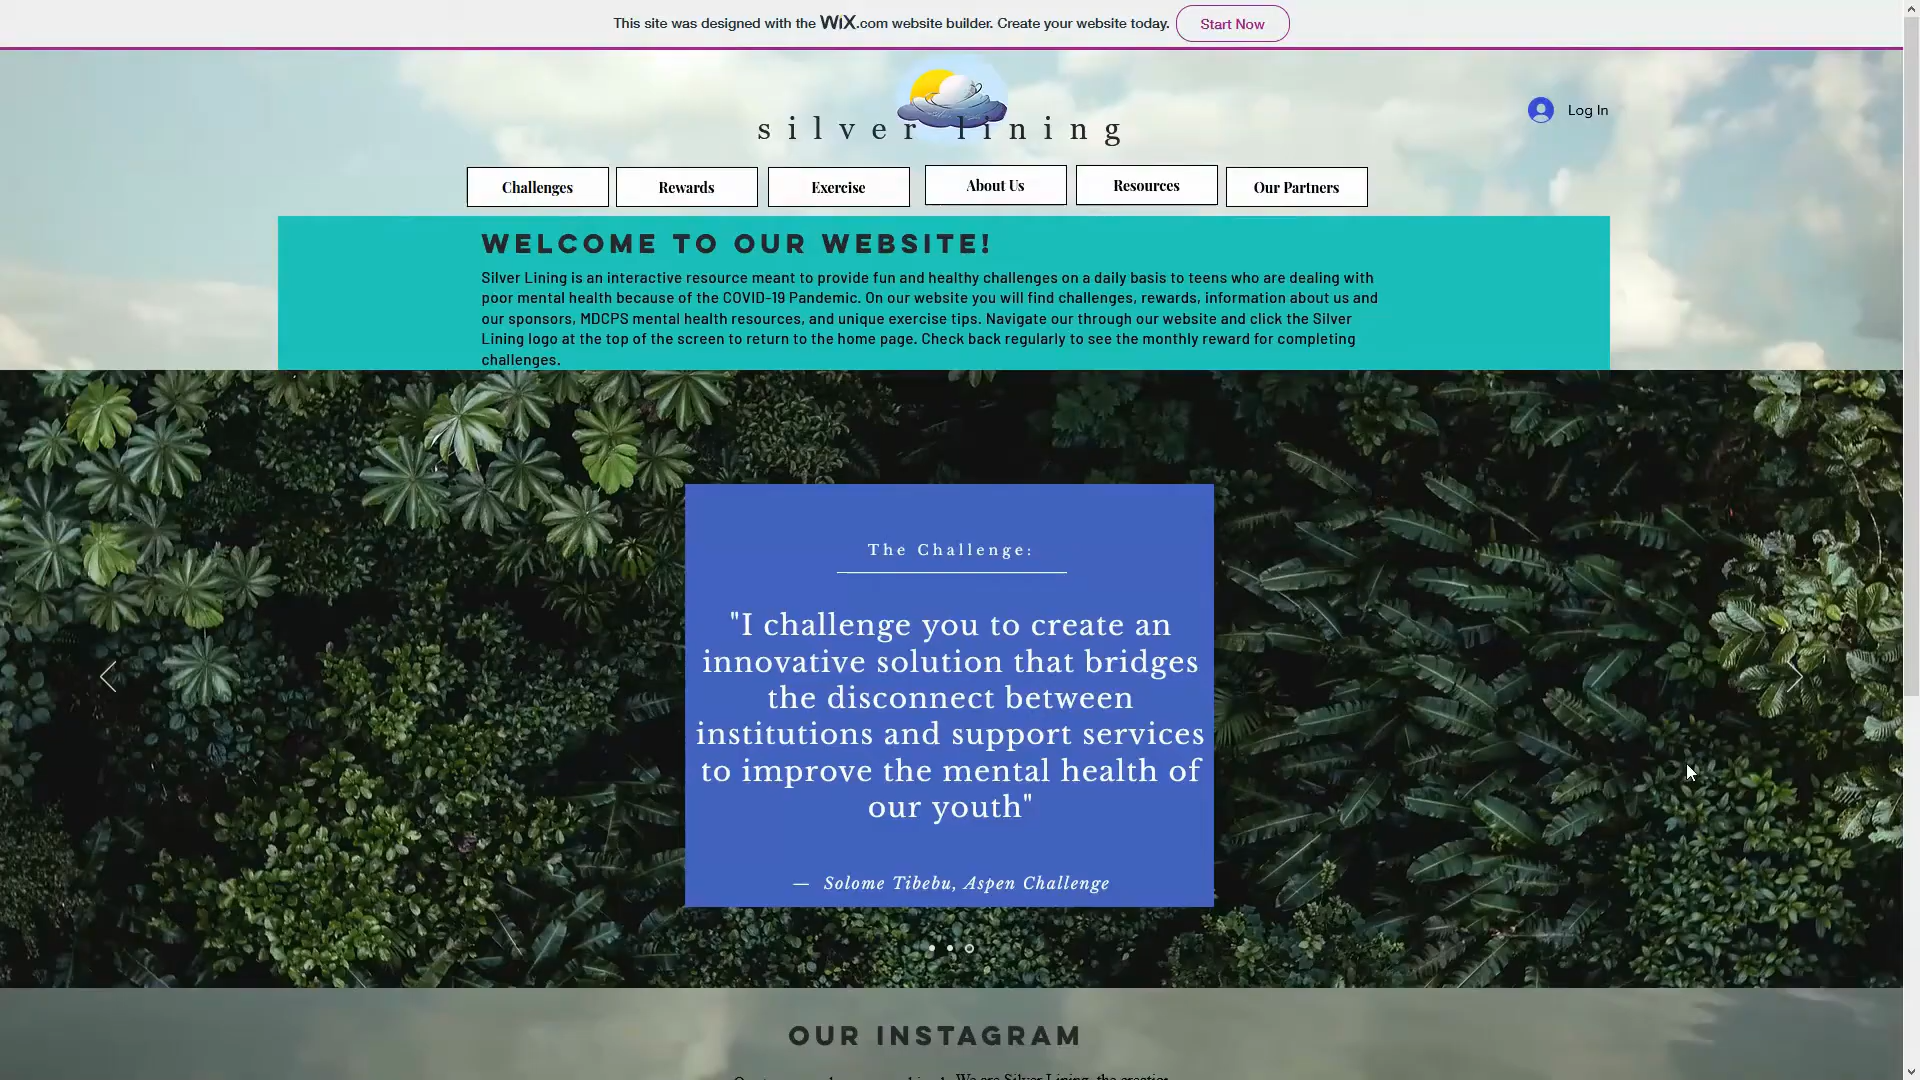 This site was designed with the WiX.com website builder. Create your website today.
Start Now
silver lining
Log In
Challenges
Rewards
Exercise
About Us
Resources
Our Partners
WELCOME TO OUR WEBSITE!
Silver Lining is an interactive resource meant to provide fun and healthy challenges on a daily basis to teens who are dealing with
poor mental health because of the COVID-19 Pandemic. On our website you will find challenges, rewards, information about us and
our sponsors, MDCPS mental health resources, and unique exercise tips. Navigate our through our website and click the Silver
Lining logo at the top of the screen to return to the home page. Check back regularly to see the monthly reward for completing
challenges.
The Challenge:
"I challenge you to create an
innovative solution that bridges
the disconnect between
institutions and support services
to improve the mental health of
our youth"
— Solome Tibebu, Aspen Challenge
OUR INSTAGRAM
We are Silver Lining, the